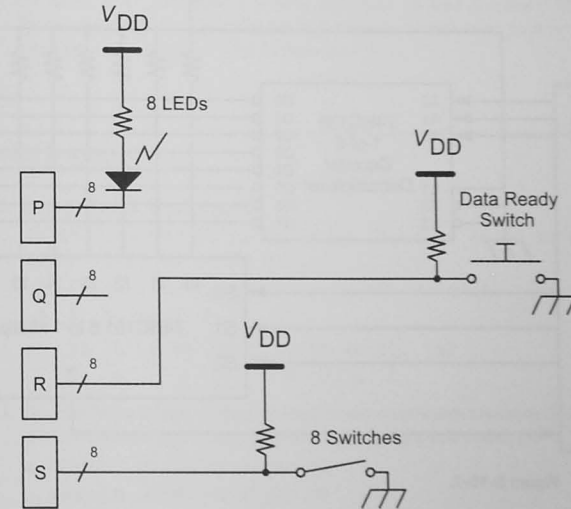 VDD
8 LEDs
8
P
VDD
Data Ready
Switch
8
Q
VDD
8
R
8 Switches
8
S